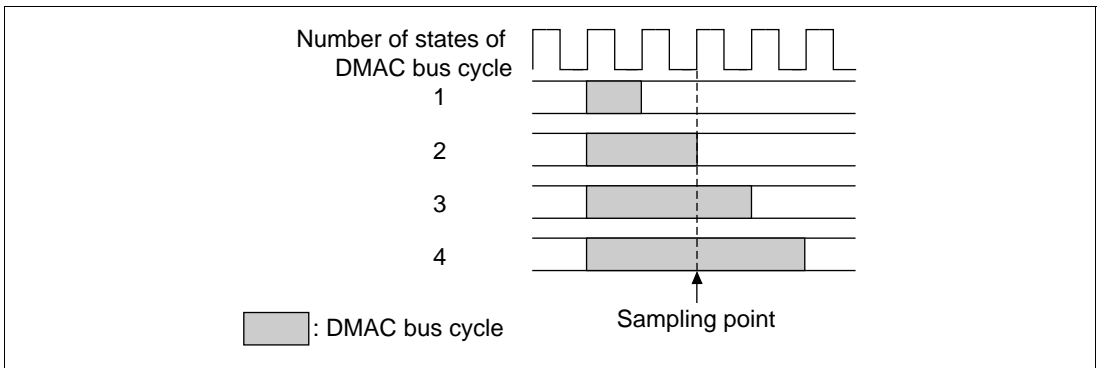 Number of states of
DMAC bus cycle
1
2
3
4
Sampling point
: DMAC bus cycle